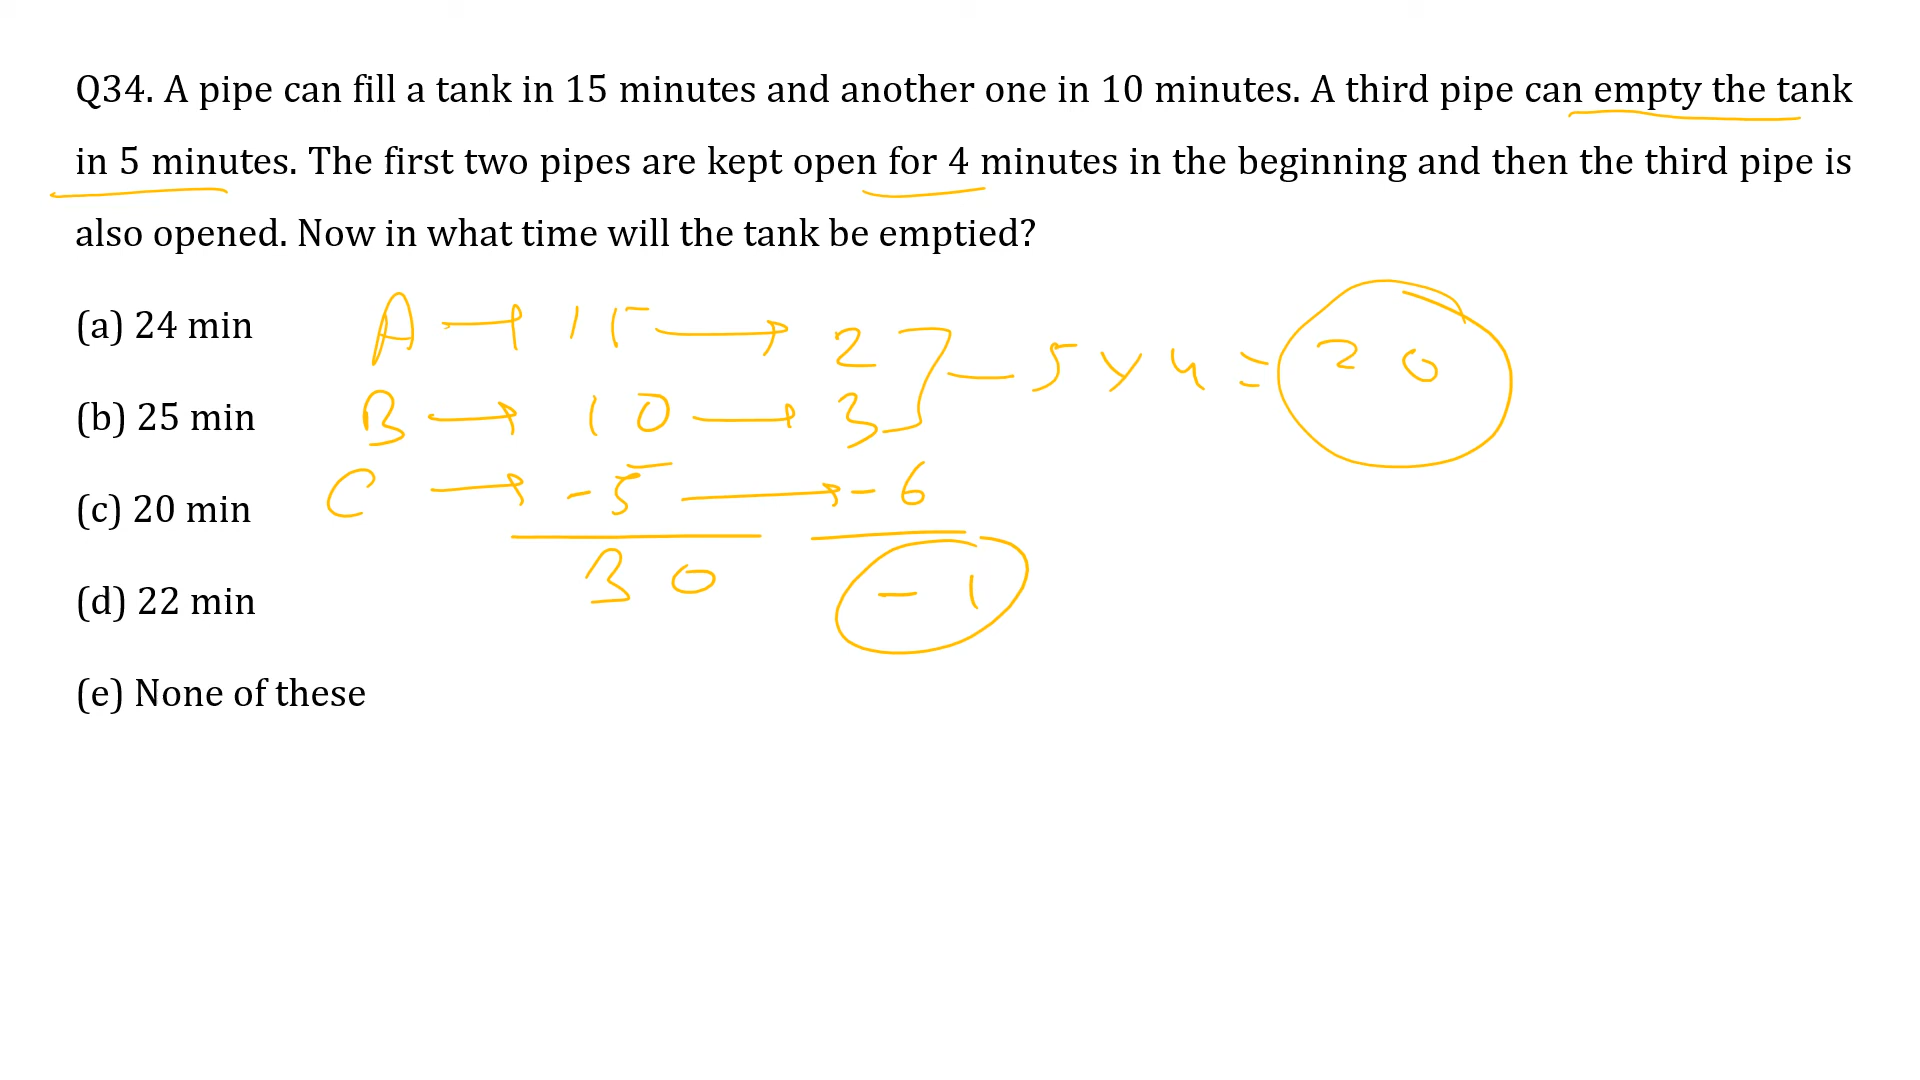 Q34. A pipe can fill a tank in 15 minutes and another one in 10 minutes. A third pipe can empty the tank
in 5 minutes. The first two pipes are kept open for 4 minutes in the beginning and then the third pipe is
also opened. Now in what time will the tank be emptied?
(a) 24 min
A → 15 → 2
5 × 4 = 20
(b) 25 min
B → 10 → 3
(c) 20 min
C → -5 → -6
30
-1
(d) 22 min
(e) None of these